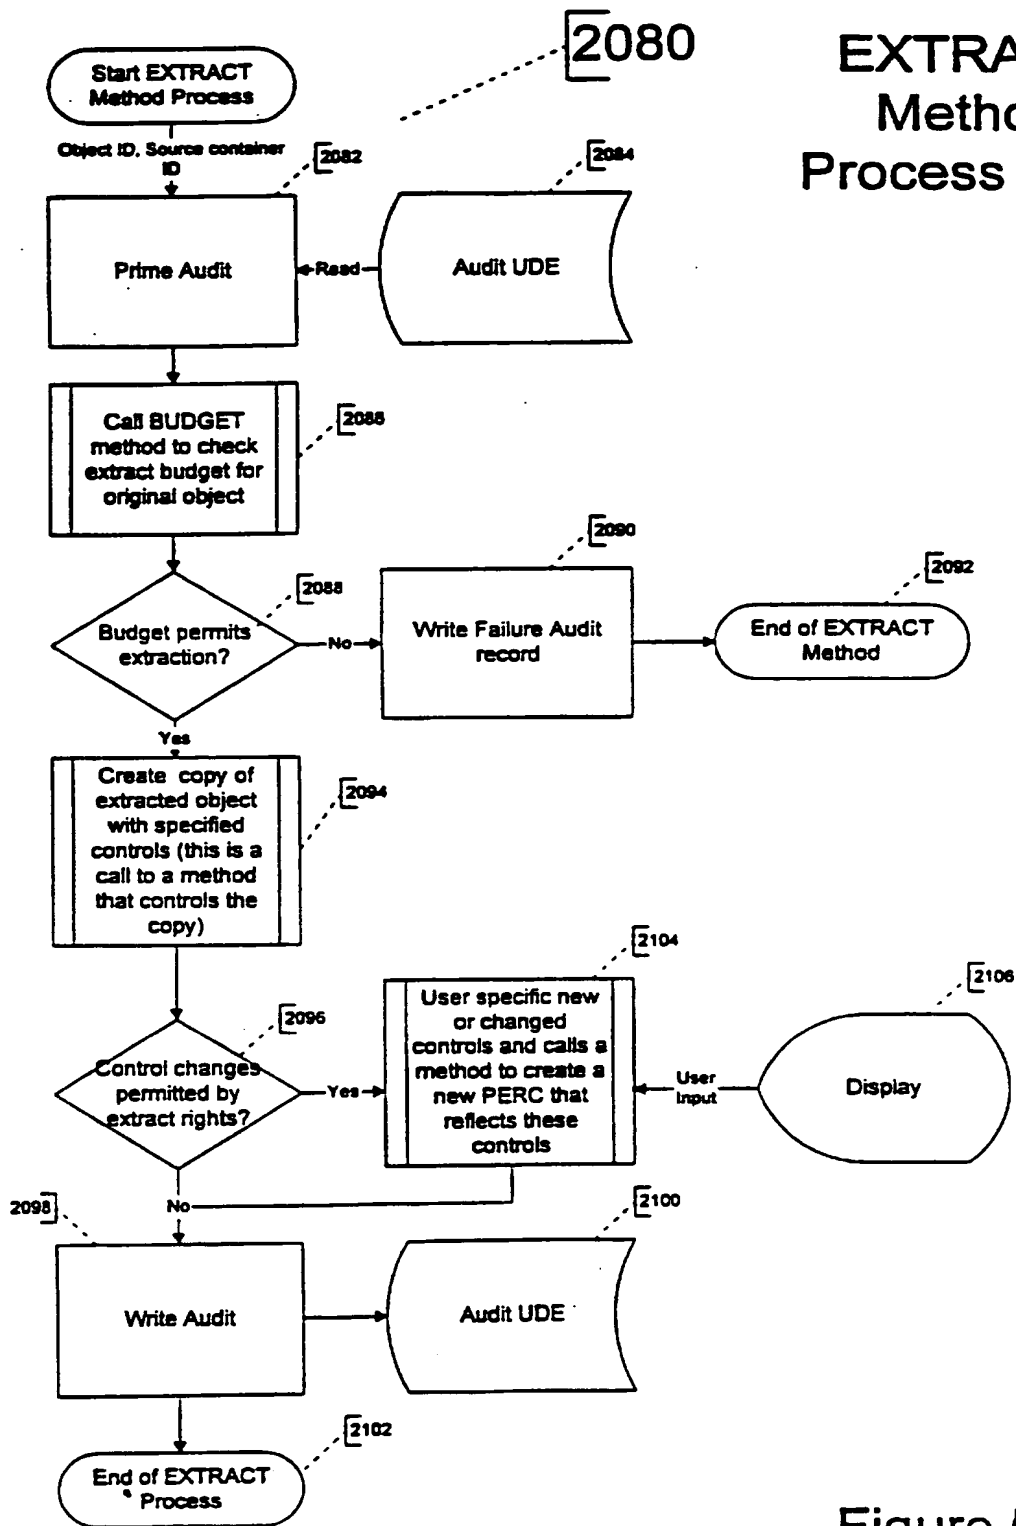 2080
EXTRA
Metho
Process
Start EXTRACT
Method Process
Object ID, Source container
ID
2082
2084
Prime Audit
Read
Audit UDE
Call BUDGET
method to check
extract budget for
original object
2086
2090
2092
2088
Budget permits
extraction?
No
Write Failure Audit
record
End of EXTRACT
Method
Yes
Create copy of
extracted object
with specified
controls (this is a
call to a method
that controls the
copy)
2094
2104
2106
2096
User specific new
or changed
controls and calls a
method to create a
new PERC that
reflects these
controls
Control changes
permitted by
extract rights?
Yes
User
Input
Display
2098
No
2100
Write Audit
Audit UDE
2102
End of EXTRACT
Process
Figure